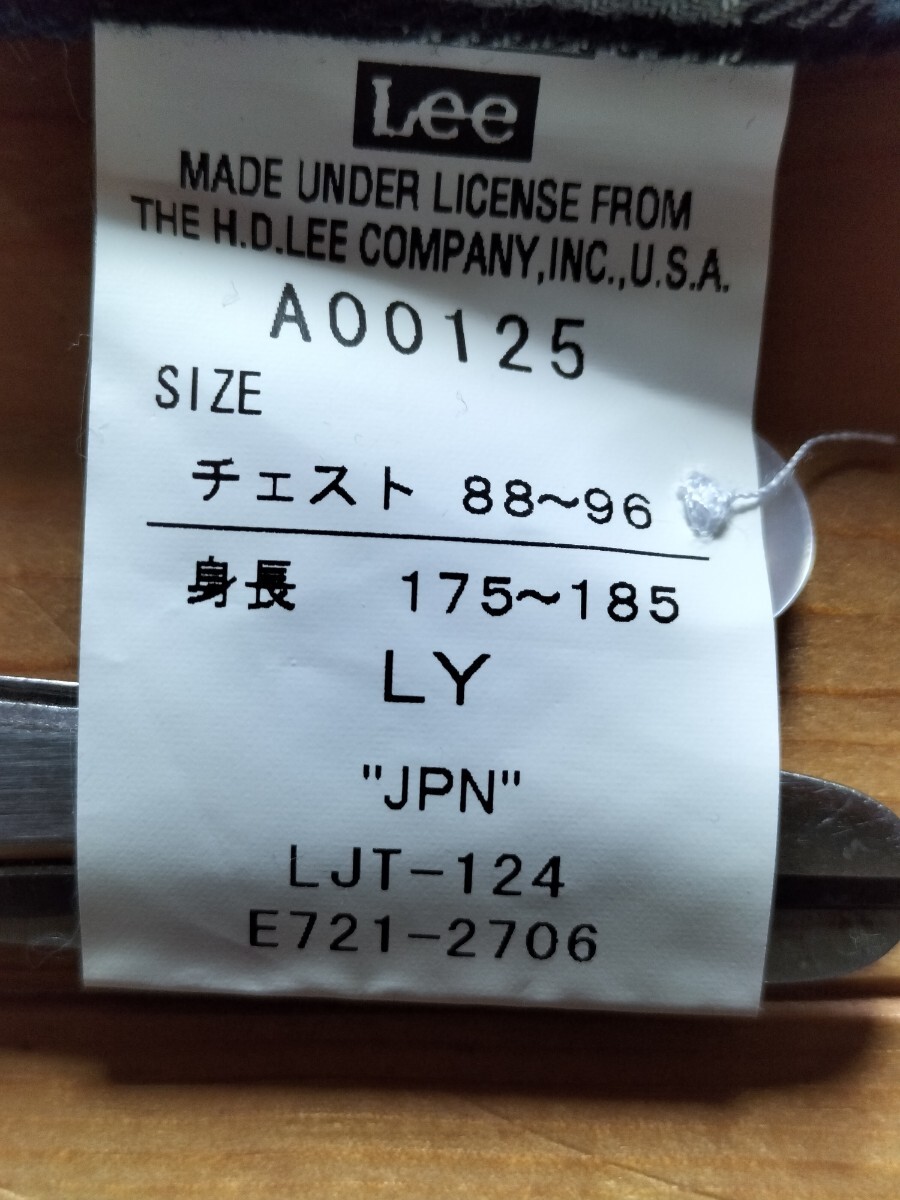 Lee
MADE UNDER LICENSE FROM
THE H.D.LEE COMPANY,INC.,U.S.A.
A00125
SIZE
チェスト 88~96
身長 175~185
LY
"JPN"
LJT-124
E721-2706